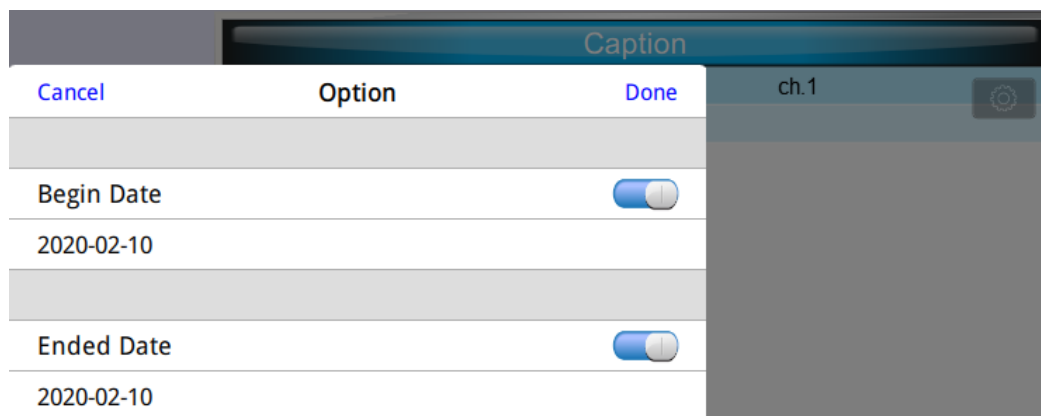 Caption
Cancel Option Done
ch.1
Begin Date
2020-02-10
Ended Date
2020-02-10